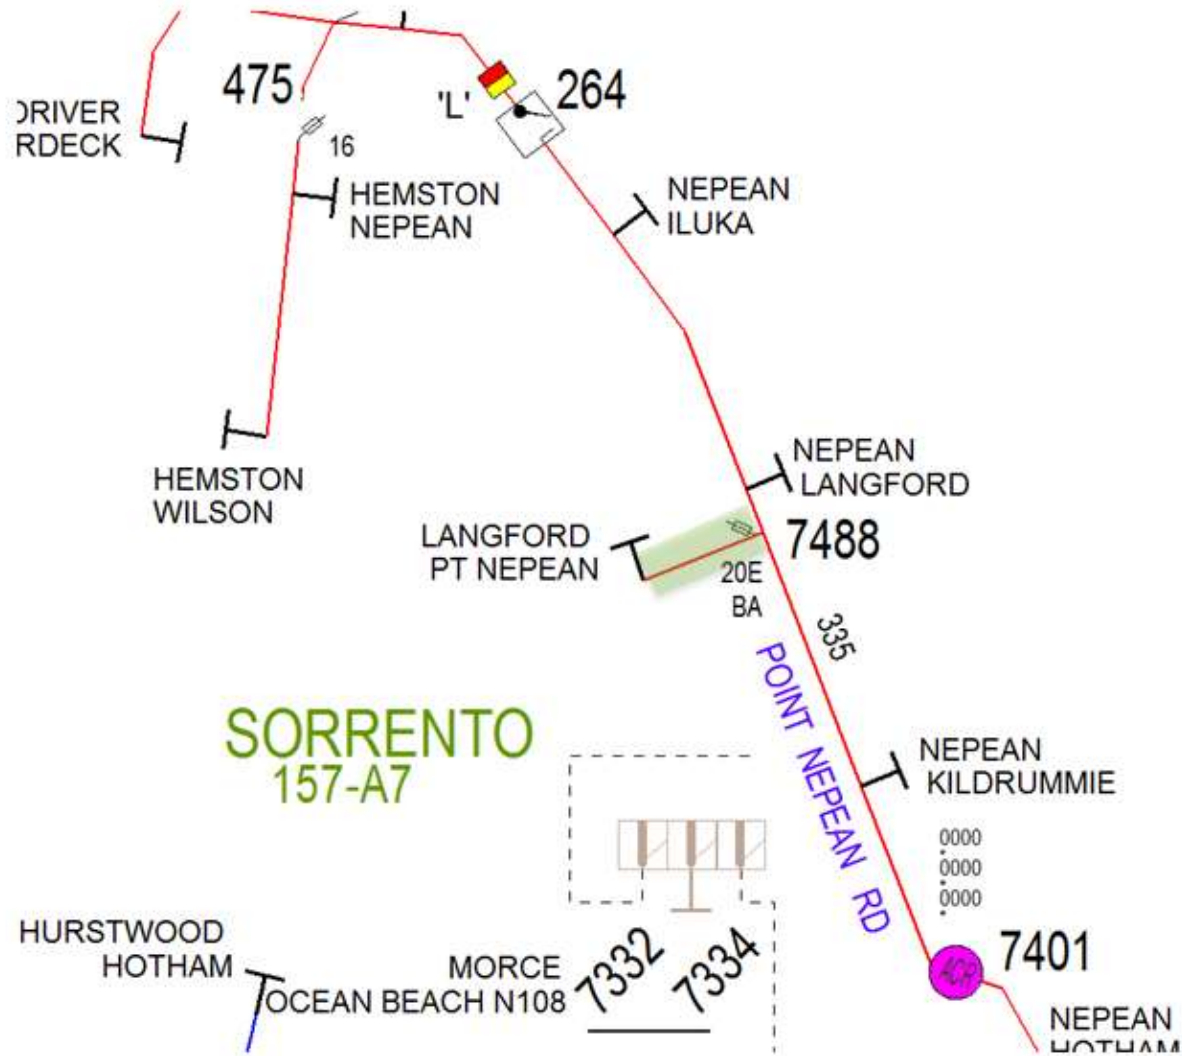 475
'L'
264
DRIVER
RDECK
16
HEMSTON
NEPEAN
NEPEAN
ILUKA
HEMSTON
WILSON
NEPEAN
LANGFORD
LANGFORD
PT NEPEAN
7488
20E
BA
335
POINT NEPEAN RD
SORRENTO
157-A7
NEPEAN
KILDRUMMIE
0000
0000
0000
HURSTWOOD
HOTHAM
MORCE
OCEAN BEACH N108
7332
7334
ACR
7401
NEPEAN
HOTHAM